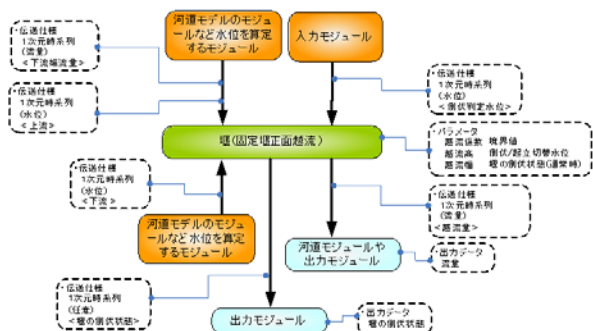 ・伝送仕様
1次元時系列
(流量)
<下流端流量>
河道モデルのモジュ
ールなど水位を算定
するモジュール
入力モジュール
・伝送仕様
1次元時系列
(水位)
<上流>
・伝送仕様
1次元時系列
(水位)
<倒伏判定水位>
堰(固定堰正面越流)
・パラメータ
越流係数 境界値
越流高 倒伏/起立切替水位
越流幅 堰の倒伏状態(通常時)
・伝送仕様
1次元時系列
(水位)
<下流>
・伝送仕様
1次元時系列
(流量)
<越流量>
河道モデルのモジュ
ールなど水位を算定
するモジュール
河道モジュールや
出力モジュール
・出力データ
流量
・伝送仕様
1次元時系列
(任意)
<堰の倒伏状態>
出力モジュール
・出力データ
堰の倒伏状態